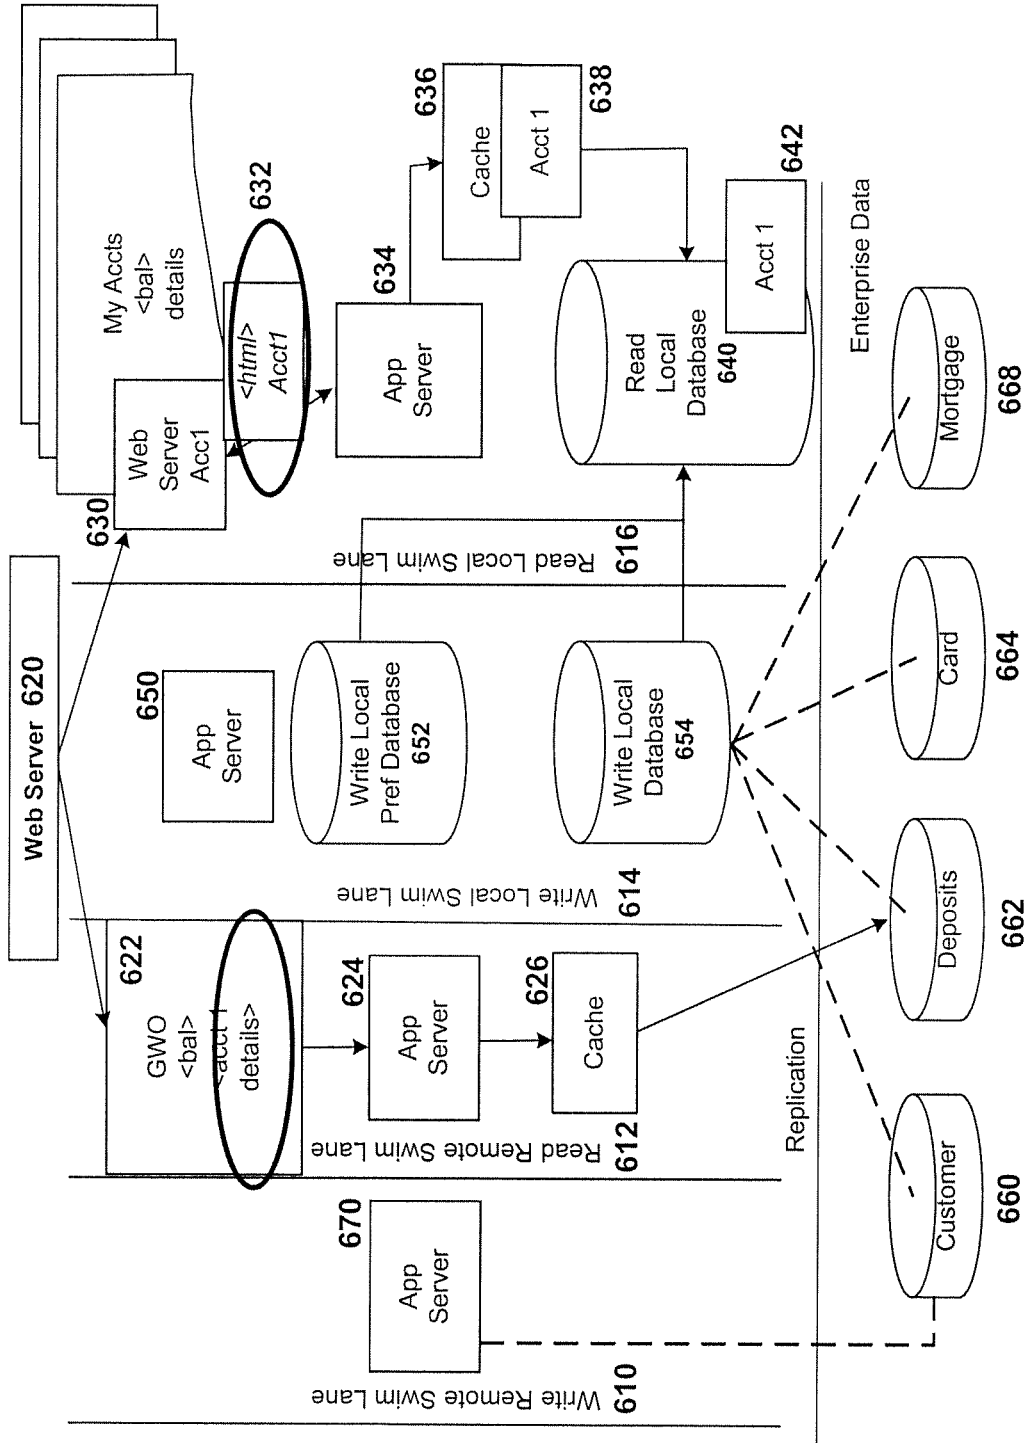 Web Server 620
My Accts
<bal>
details
630
Web
Server
Acc1
<html>
Acct1
632
App
Server
634
Cache
636
Acct 1
638
Read
Local
Database
640
Acct 1
642
Read Local Swim Lane
616
650
App
Server
Write Local
Pref Database
652
Write Local
Database
654
Write Local Swim Lane
614
622
GWO
<bal>
<acct 1
details>
624
App
Server
626
Cache
Read Remote Swim Lane
612
670
App
Server
Write Remote Swim Lane
610
Replication
Enterprise Data
Customer
660
Deposits
662
Card
664
Mortgage
668